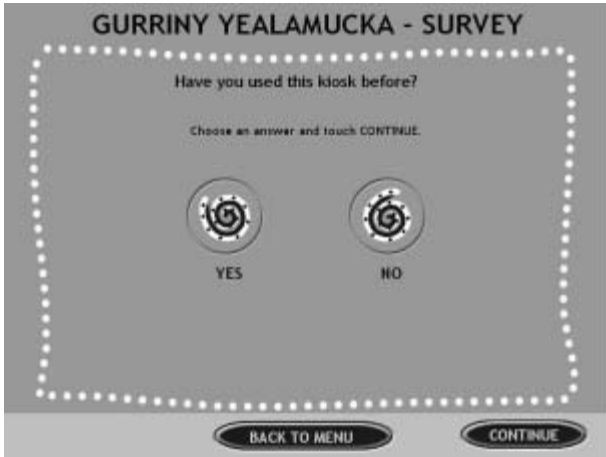 GURRINY YEALAMUCKA - SURVEY
Have you used this kiosk before?
Choose an answer and touch CONTINUE.
YES NO
BACK TO MENU CONTINUE